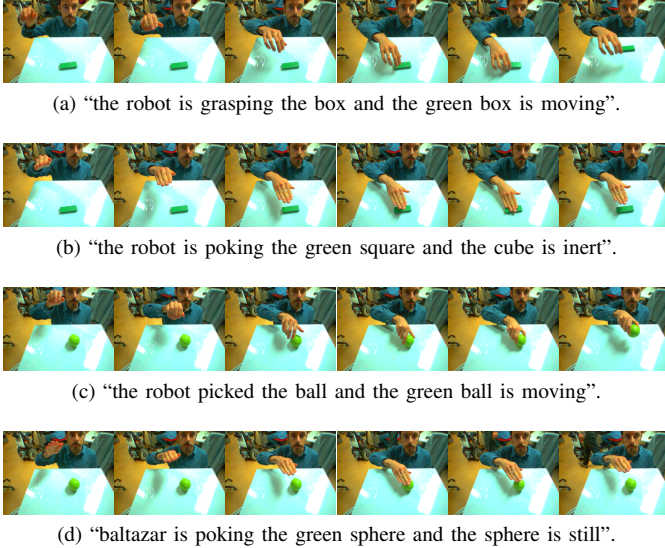 (a) “the robot is grasping the box and the green box is moving”.
(b) “the robot is poking the green square and the cube is inert”.
(c) “the robot picked the ball and the green ball is moving”.
(d) “baltazar is poking the green sphere and the sphere is still”.